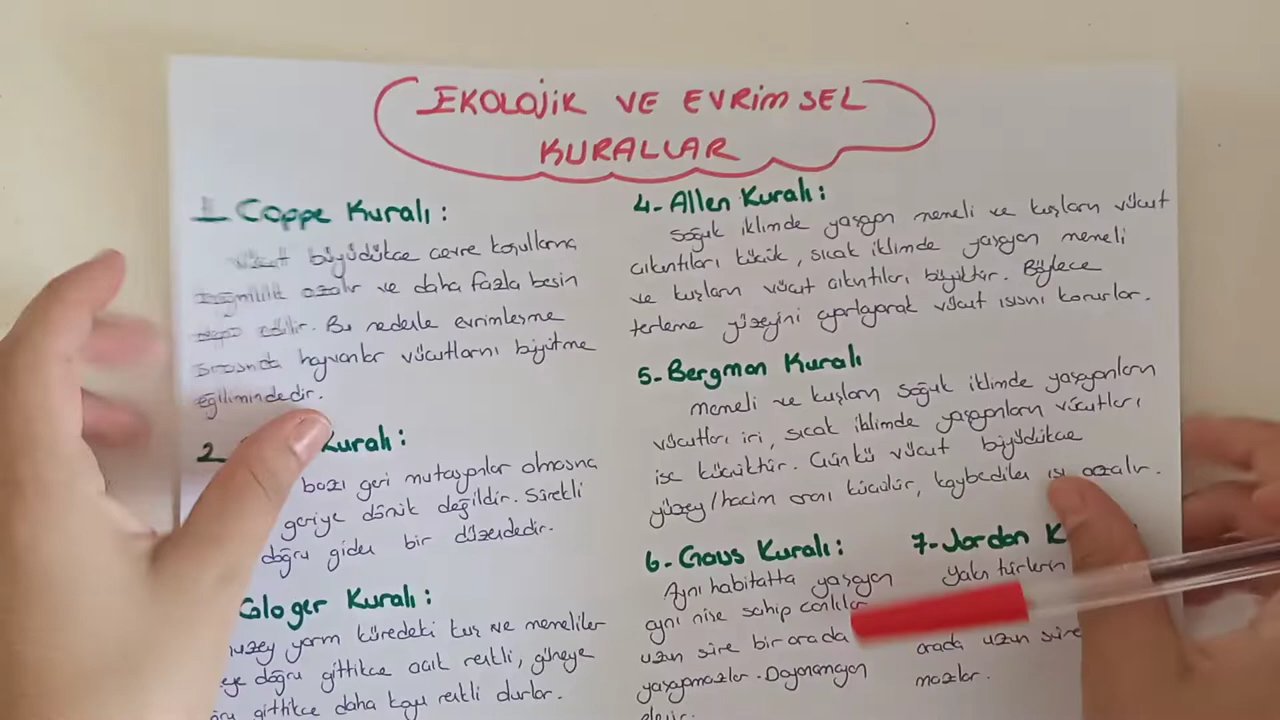 EKOLOJİK VE EVRİMSEL
KURALLAR
1 Coppe Kuralı:
Vücut büyüdükçe çevre koşullarına
azalır ve daha fazla besin
edilir. Bu nedenle evrimleşme
sırasında hayvanlar vücutlarını büyütme
eğilimindedir.
2 Kuralı:
bazı geri mutasyonlar olmasına
geriye dönük değildir. Sürekli
doğru giden bir düzendedir.
Gloger Kuralı:
kuzey yarım küredeki kuş ve memeliler
doğru gittikçe açık renkli, güneye
gittikçe daha koyu renkli olurlar.
4- Allen Kuralı:
Soğuk iklimde yaşayan memeli ve kuşların vücut
çıkıntıları küçük, sıcak iklimde yaşayan memeli
ve kuşların vücut çıkıntıları büyüktür. Böylece
terleme yüzeyini ayarlayarak vücut ısısını korurlar.
5- Bergman Kuralı
Memeli ve kuşların soğuk iklimde yaşayanların
vücutları iri, sıcak iklimde yaşayanların vücutları
ise küçüktür. Çünkü vücut büyüdükçe
yüzey/hacim oranı küçülür, kaybedilen ısı azalır.
6- Gaus Kuralı:
Aynı habitatta yaşayan
aynı nişe sahip canlılar
uzun süre bir arada
yaşayamazlar. Dayanamayan
7- Jordan K
Yakın türlerin
arada uzun süre
mazlar.